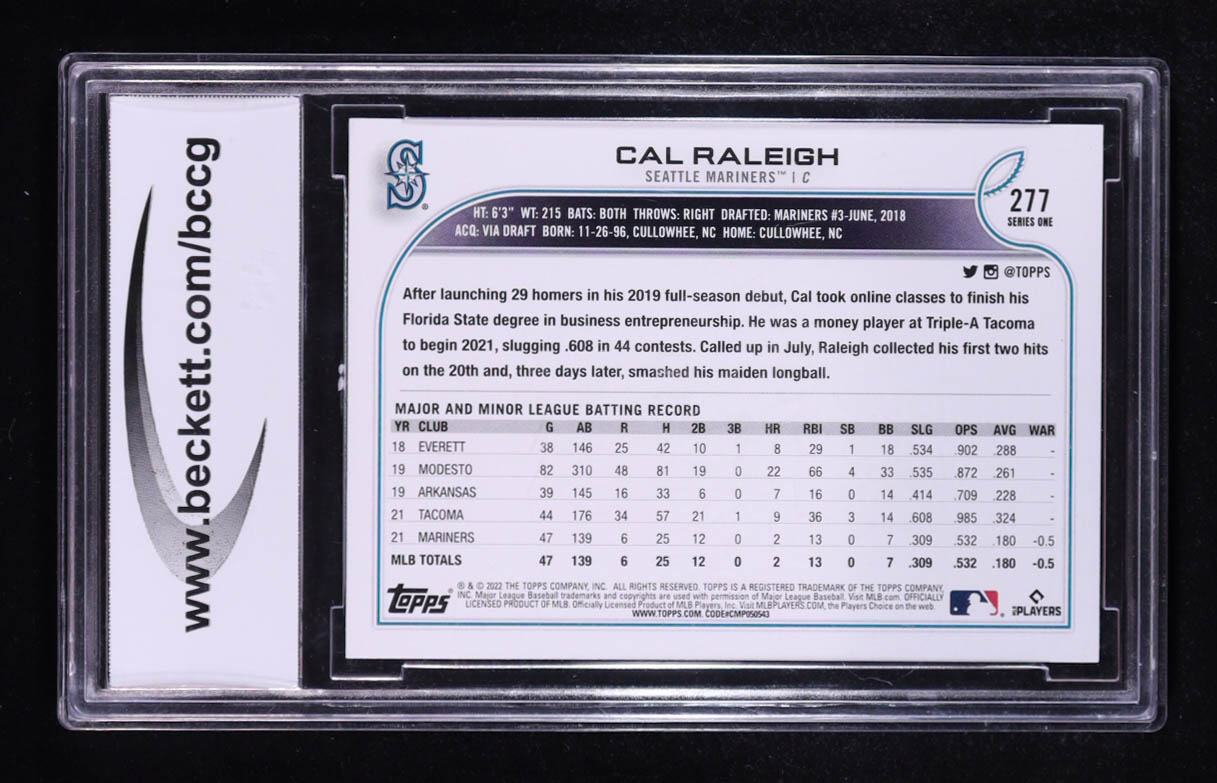 www.beckett.com/bccg
S
CAL RALEIGH
SEATTLE MARINERS™ | C
277
SERIES ONE
HT: 6'3" WT: 215 BATS: BOTH THROWS: RIGHT DRAFTED: MARINERS #3-JUNE, 2018
ACQ: VIA DRAFT BORN: 11-26-96, CULLOWHEE, NC HOME: CULLOWHEE, NC
@TOPPS
After launching 29 homers in his 2019 full-season debut, Cal took online classes to finish his
Florida State degree in business entrepreneurship. He was a money player at Triple-A Tacoma
to begin 2021, slugging .608 in 44 contests. Called up in July, Raleigh collected his first two hits
on the 20th and, three days later, smashed his maiden longball.
MAJOR AND MINOR LEAGUE BATTING RECORD
YR CLUB G AB R H 2B 3B HR RBI SB BB SLG OPS AVG WAR
18 EVERETT 38 146 25 42 10 1 8 29 1 18 .534 .902 .288 -
19 MODESTO 82 310 48 81 19 0 22 66 4 33 .535 .872 .261 -
19 ARKANSAS 39 145 16 33 6 0 7 16 0 14 .414 .709 .228 -
21 TACOMA 44 176 34 57 21 1 9 36 3 14 .608 .985 .324 -
21 MARINERS 47 139 6 25 12 0 2 13 0 7 .309 .532 .180 -0.5
MLB TOTALS 47 139 6 25 12 0 2 13 0 7 .309 .532 .180 -0.5
Topps®
® & © 2022 THE TOPPS COMPANY, INC. ALL RIGHTS RESERVED. TOPPS IS A REGISTERED TRADEMARK OF THE TOPPS COMPANY,
INC. Major League Baseball trademarks and copyrights are used with permission of Major League Baseball. Visit MLB.com. OFFICIALLY
LICENSED PRODUCT OF MLB. Officially Licensed Product of MLB Players, Inc. Visit MLBPLAYERS.COM, the Players Choice on the web.
WWW.TOPPS.COM. CODE#CMP050543
MLB PLAYERS